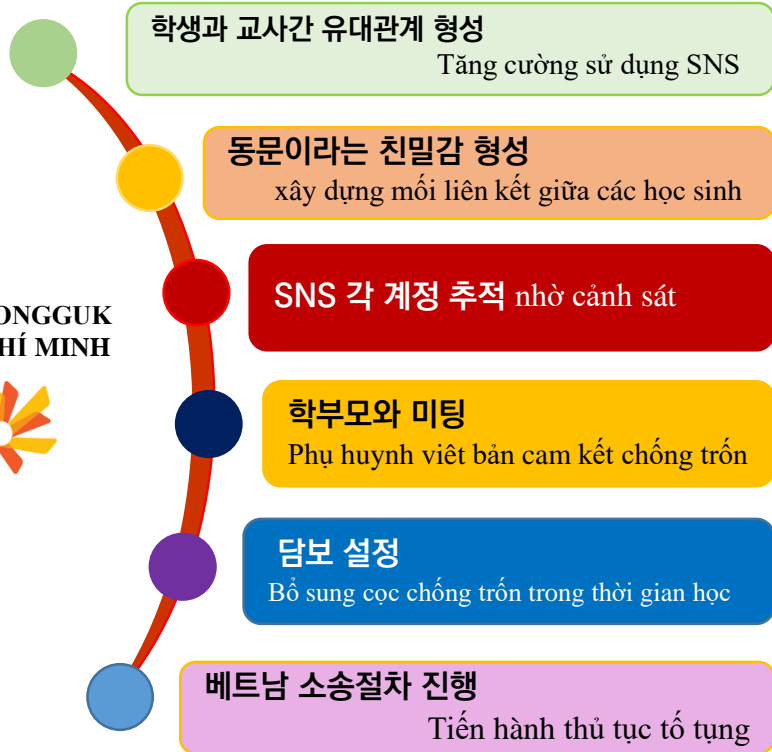 학생과 교사간 유대관계 형성
Tăng cường sử dụng SNS
동문이라는 친밀감 형성
xây dựng mối liên kết giữa các học sinh
SNS 각 계정 추적 nhờ cảnh sát
ONGGUK
HÍ MINH
학부모와 미팅
Phụ huynh viêt bản cam kết chống trốn
담보 설정
Bổ sung cọc chống trốn trong thời gian học
베트남 소송절차 진행
Tiến hành thủ tục tố tụng